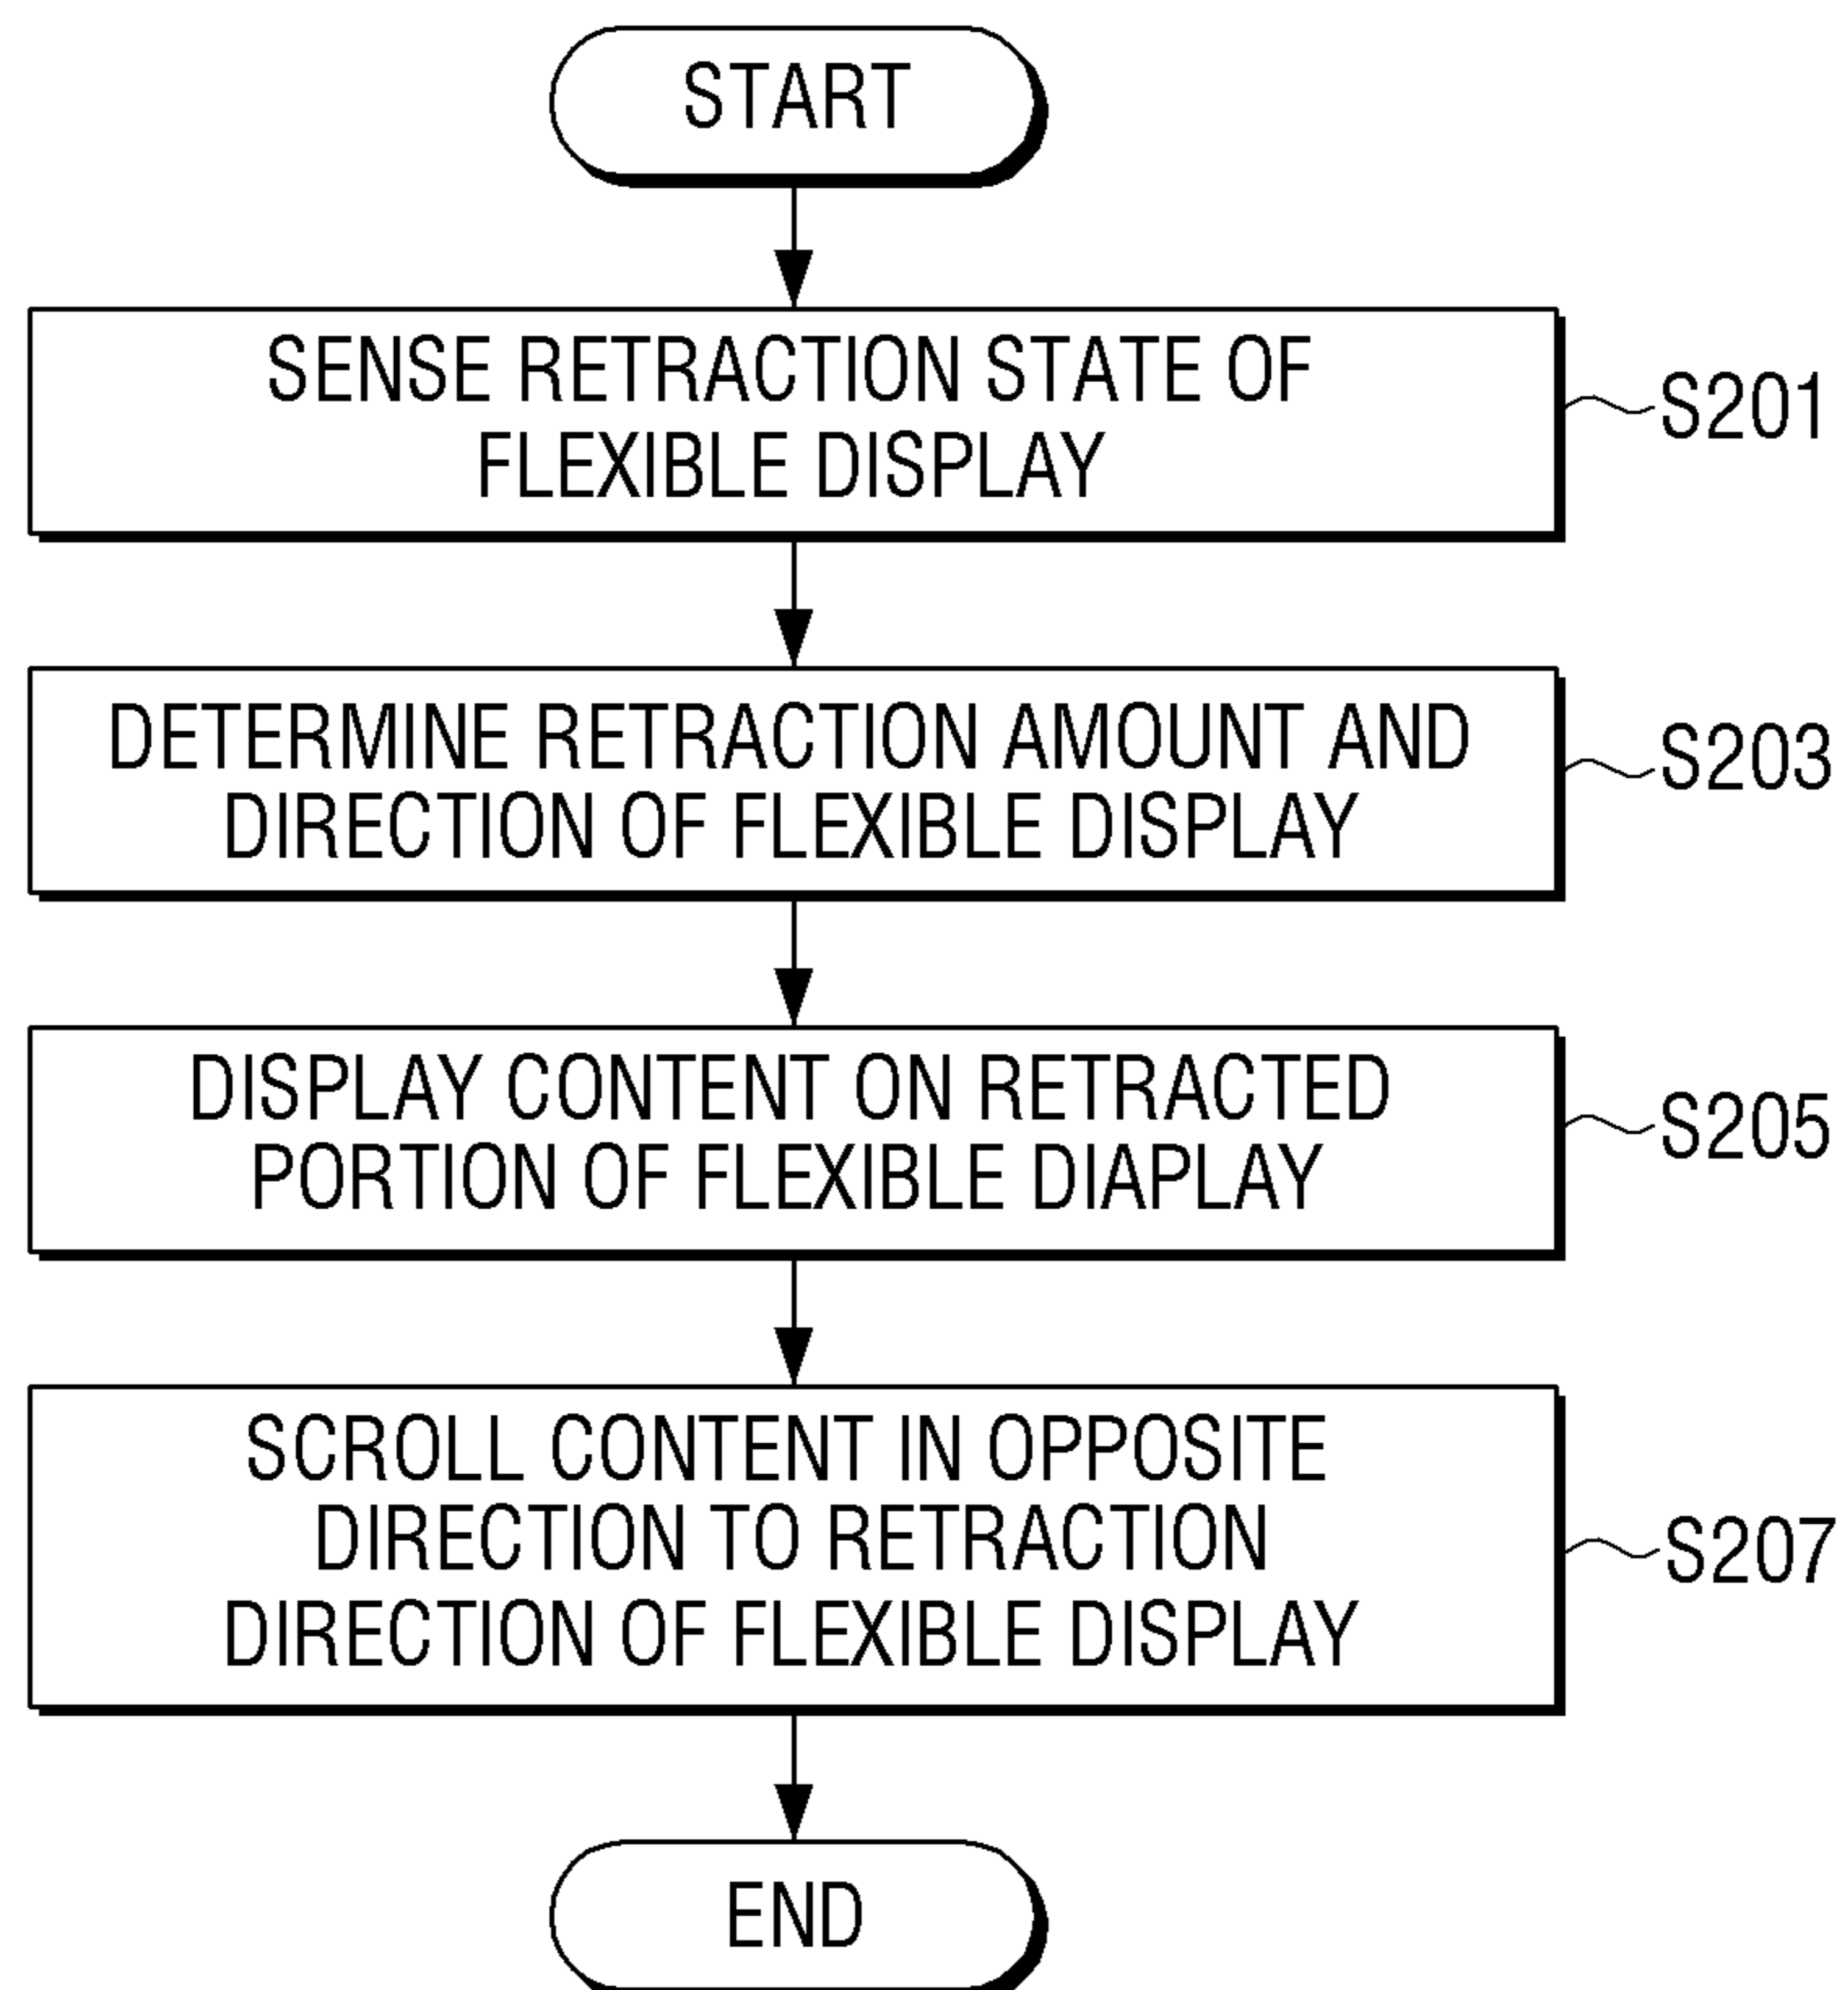 START
SENSE RETRACTION STATE OF
FLEXIBLE DISPLAY
S201
DETERMINE RETRACTION AMOUNT AND
DIRECTION OF FLEXIBLE DISPLAY
S203
DISPLAY CONTENT ON RETRACTED
PORTION OF FLEXIBLE DIAPLAY
S205
SCROLL CONTENT IN OPPOSITE
DIRECTION TO RETRACTION
DIRECTION OF FLEXIBLE DISPLAY
S207
END